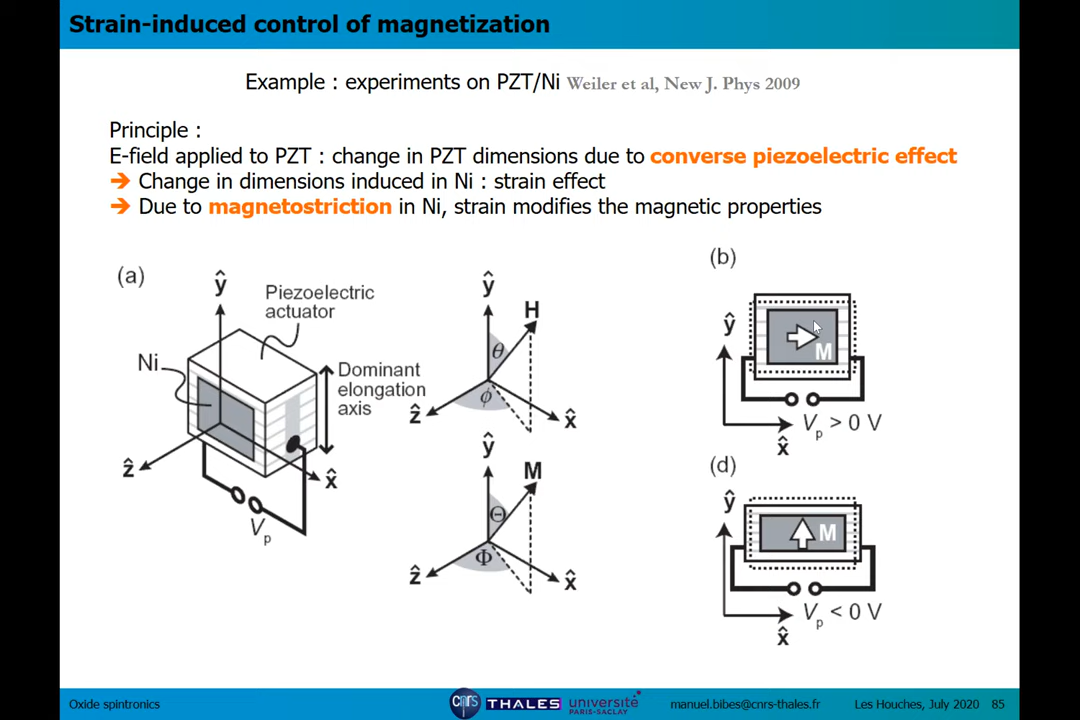 Strain-induced control of magnetization
Example : experiments on PZT/Ni Weiler et al, New J. Phys 2009
Principle :
E-field applied to PZT : change in PZT dimensions due to converse piezoelectric effect
➔ Change in dimensions induced in Ni : strain effect
➔ Due to magnetostriction in Ni, strain modifies the magnetic properties
(a)
ŷ
Piezoelectric
actuator
Ni
Dominant
elongation
axis
ẑ
x̂
Vp
ŷ
H
θ
ϕ
ẑ
x̂
ŷ
M
Θ
Φ
ẑ
x̂
(b)
ŷ
M
x̂
Vp > 0 V
(d)
ŷ
M
x̂
Vp < 0 V
Oxide spintronics
cnrs
THALES
université
PARIS-SACLAY
manuel.bibes@cnrs-thales.fr
Les Houches, July 2020 85